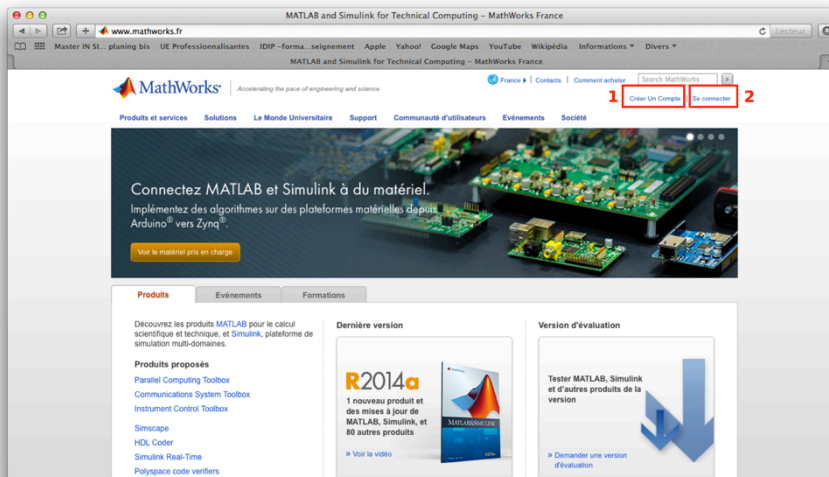 MATLAB and Simulink for Technical Computing – MathWorks France
www.mathworks.fr
Lecteur
Master IN SI... planing bis UE Professionnalisantes IDIP -forma...seignement Apple Yahoo! Google Maps YouTube Wikipédia Informations Divers
MATLAB and Simulink for Technical Computing – MathWorks France
MathWorks® Accelerating the pace of engineering and science
France | Contacts | Comment acheter Search MathWorks
1 Créer Un Compte | Se connecter 2
Produits et services Solutions Le Monde Universitaire Support Communauté d'utilisateurs Evénements Société
Connectez MATLAB et Simulink à du matériel.
Implémentez des algorithmes sur des plateformes matérielles depuis
Arduino® vers Zynq®.
Voir le matériel pris en charge
Produits Evénements Formations
Découvrez les produits MATLAB pour le calcul
scientifique et technique, et Simulink, plateforme de
simulation multi-domaines.
Produits proposés
Parallel Computing Toolbox
Communications System Toolbox
Instrument Control Toolbox
Simscape
HDL Coder
Simulink Real-Time
Polyspace code verifiers
Dernière version
R2014a
1 nouveau produit et
des mises à jour de
MATLAB, Simulink, et
80 autres produits
» Voir la vidéo
MATLAB&SIMULINK
Version d'évaluation
Tester MATLAB, Simulink
et d'autres produits de la
version
» Demander une version
d'évaluation